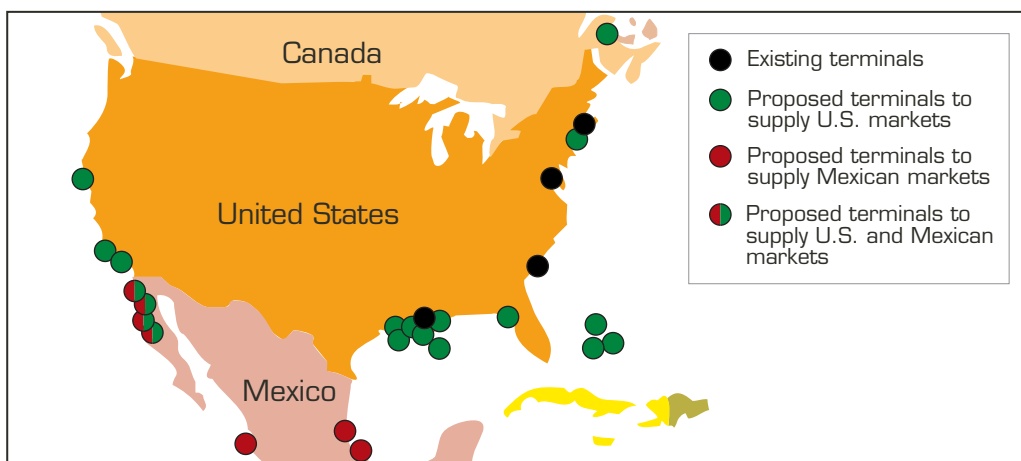 Canada
United States
Mexico
Existing terminals
Proposed terminals to
supply U.S. markets
Proposed terminals to
supply Mexican markets
Proposed terminals to
supply U.S. and Mexican
markets